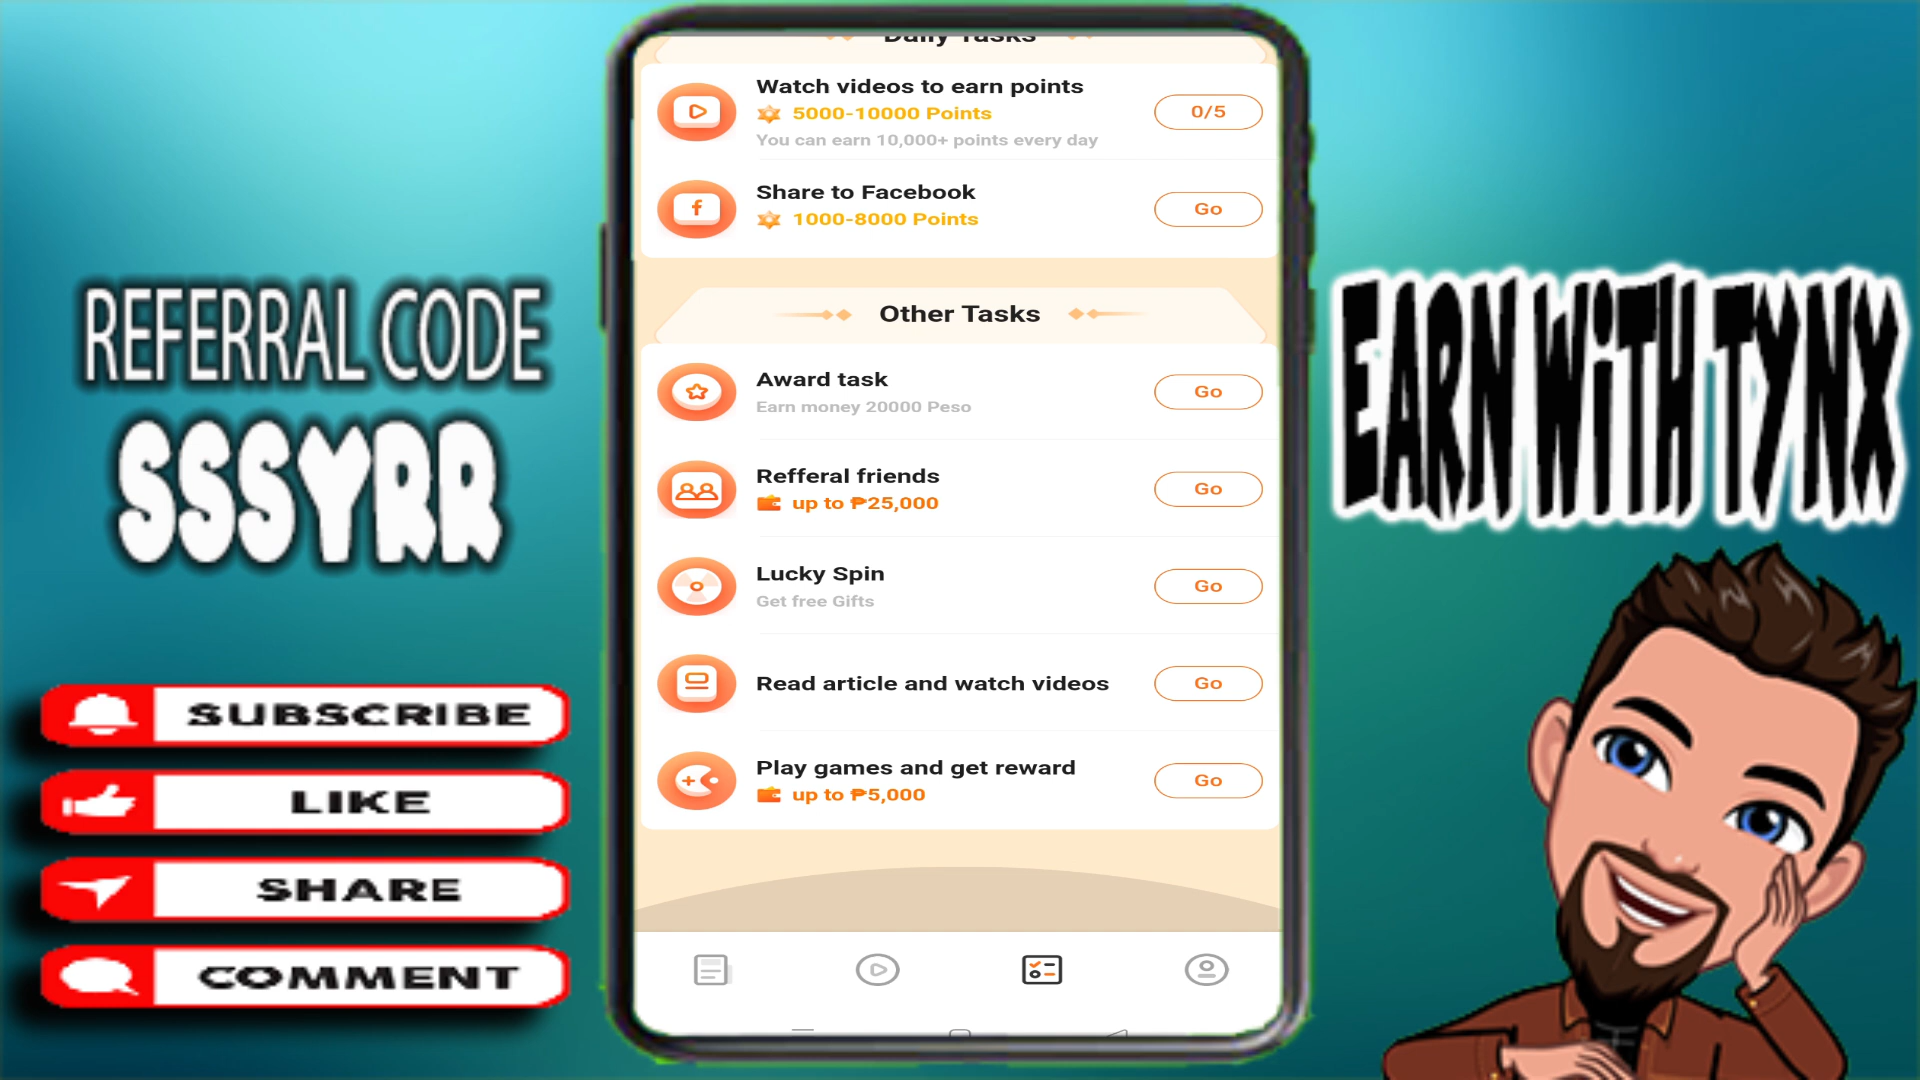 REFERRAL CODE
SSSYRR
SUBSCRIBE
LIKE
SHARE
COMMENT
Daily Tasks
Watch videos to earn points
5000-10000 Points
You can earn 10,000+ points every day
0/5
Share to Facebook
1000-8000 Points
Go
Other Tasks
Award task
Earn money 20000 Peso
Go
Refferal friends
up to ₱25,000
Go
Lucky Spin
Get free Gifts
Go
Read article and watch videos
Go
Play games and get reward
up to ₱5,000
Go
EARN WiTH TYNX